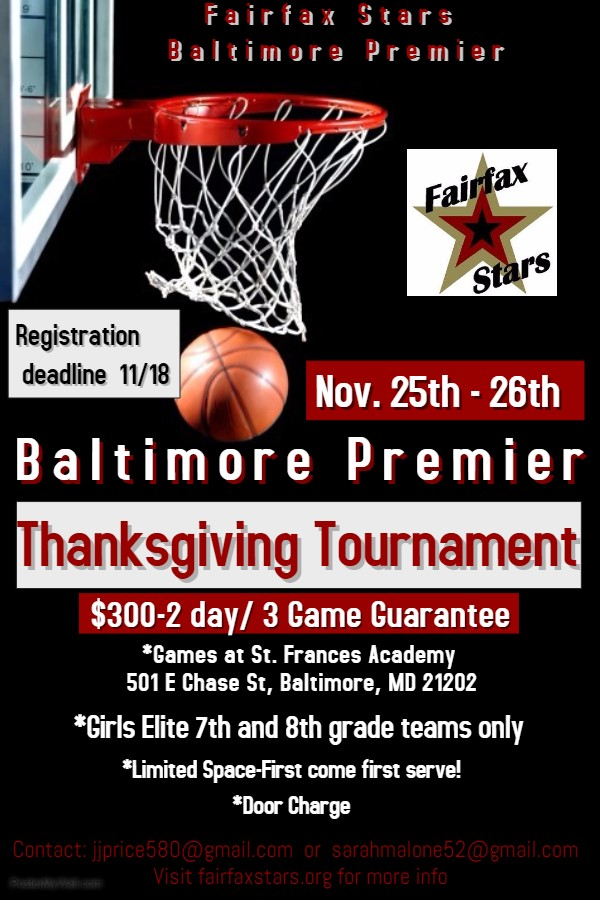 Fairfax Stars
Baltimore Premier
Fairfax
Stars
Registration
deadline 11/18
Nov. 25th - 26th
Baltimore Premier
Thanksgiving Tournament
$300-2 day/ 3 Game Guarantee
*Games at St. Frances Academy
501 E Chase St, Baltimore, MD 21202
*Girls Elite 7th and 8th grade teams only
*Limited Space-First come first serve!
*Door Charge
Contact: jjprice580@gmail.com or sarahmalone52@gmail.com
Visit fairfaxstars.org for more info
PosterMyWall.com